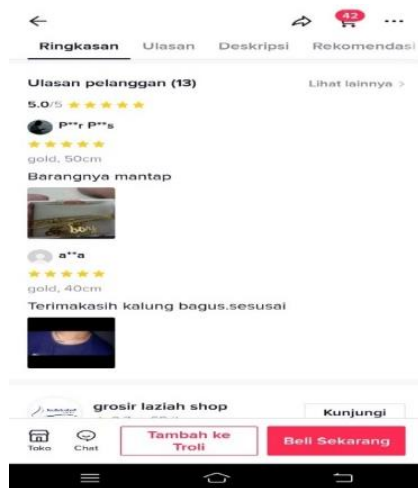 42
Ringkasan Ulasan Deskripsi Rekomendasi
Ulasan pelanggan (13) Lihat lainnya >
5.0/5
P**r P**s
gold, 50cm
Barangnya mantap
a**a
gold, 40cm
Terimakasih kalung bagus.sesusai
grosir laziah shop
Kunjungi
Toko Chat Tambah ke Troli Beli Sekarang